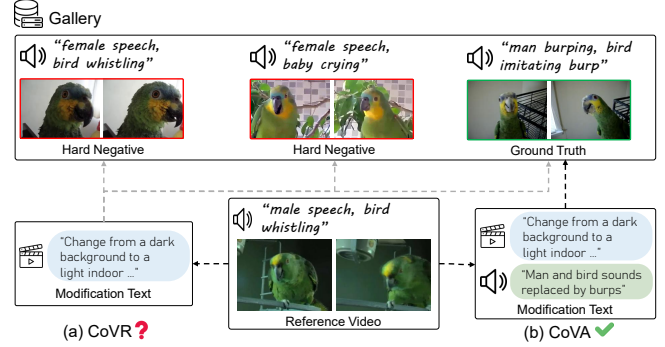 Gallery
"female speech,
bird whistling"
Hard Negative
"female speech,
baby crying"
Hard Negative
"man burping, bird
imitating burp"
Ground Truth
"Change from a dark
background to a
light indoor ..."
Modification Text
(a) CoVR ?
"male speech, bird
whistling"
Reference Video
"Change from a dark
background to a
light indoor ..."
"Man and bird sounds
replaced by burps"
Modification Text
(b) CoVA